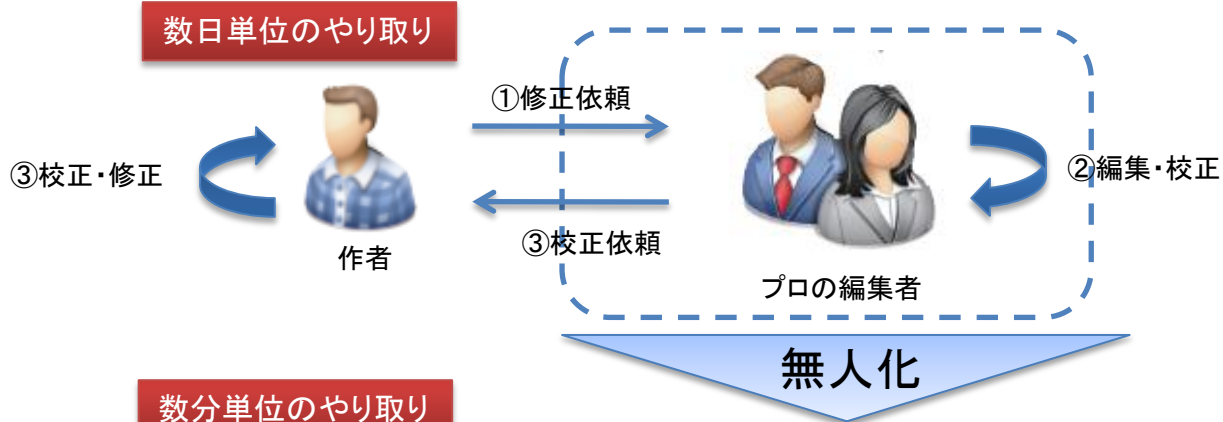 数日単位のやり取り
①修正依頼
③校正・修正
②編集・校正
③校正依頼
作者
プロの編集者
無人化
数分単位のやり取り